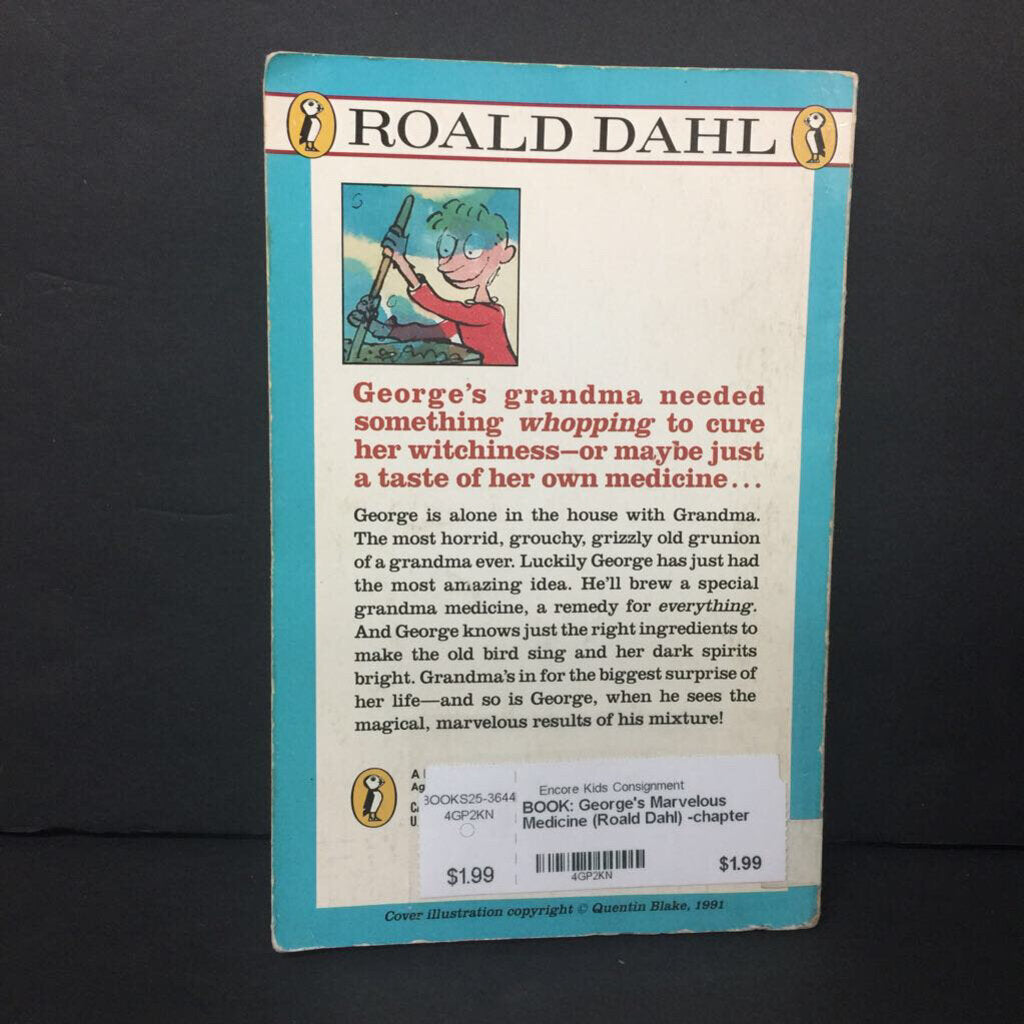 ROALD DAHL
George's grandma needed
something whopping to cure
her witchiness—or maybe just
a taste of her own medicine...
George is alone in the house with Grandma.
The most horrid, grouchy, grizzly old grunion
of a grandma ever. Luckily George has just had
the most amazing idea. He'll brew a special
grandma medicine, a remedy for everything.
And George knows just the right ingredients to
make the old bird sing and her dark spirits
bright. Grandma's in for the biggest surprise of
her life—and so is George, when he sees the
magical, marvelous results of his mixture!
A
Ag
U.
BOOKS25-3644
4GP2KN
$1.99
Encore Kids Consignment
BOOK: George's Marvelous
Medicine (Roald Dahl) -chapter
4GP2KN
$1.99
Cover illustration copyright © Quentin Blake, 1991